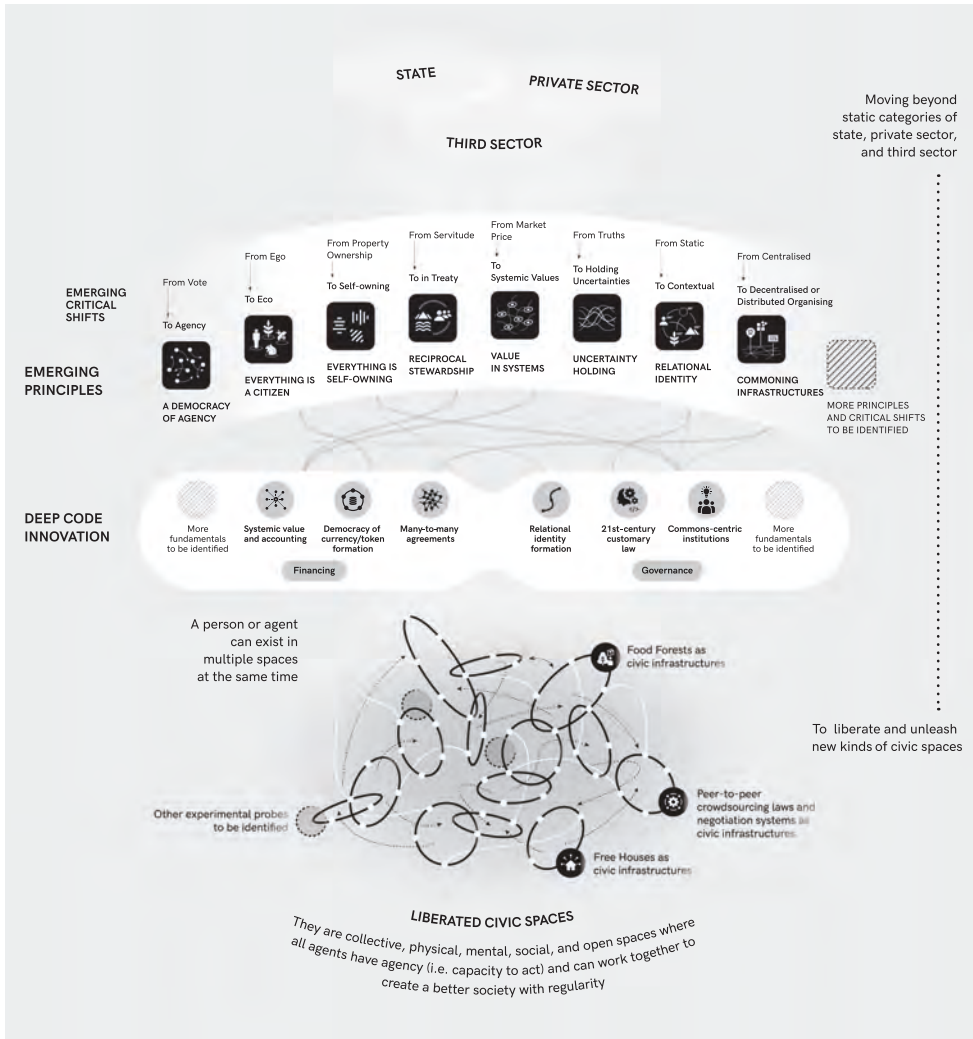 STATE
PRIVATE SECTOR
THIRD SECTOR
Moving beyond
static categories of
state, private sector,
and third sector
EMERGING
CRITICAL
SHIFTS
EMERGING
PRINCIPLES
From Vote
To Agency
A DEMOCRACY
OF AGENCY
From Ego
To Eco
EVERYTHING IS
A CITIZEN
From Property
Ownership
To Self-owning
EVERYTHING IS
SELF-OWNING
From Servitude
To in Treaty
RECIPROCAL
STEWARDSHIP
From Market
Price
To
Systemic Values
VALUE
IN SYSTEMS
From Truths
To Holding
Uncertainties
UNCERTAINTY
HOLDING
From Static
To Contextual
RELATIONAL
IDENTITY
From Centralised
To Decentralised or
Distributed Organising
COMMONING
INFRASTRUCTURES
MORE PRINCIPLES
AND CRITICAL SHIFTS
TO BE IDENTIFIED
DEEP CODE
INNOVATION
More
fundamentals
to be identified
Systemic value
and accounting
Democracy of
currency/token
formation
Many-to-many
agreements
Financing
Relational
identity
formation
</>
21st-century
customary
law
Commons-centric
institutions
More
fundamentals
to be identified
Governance
A person or agent
can exist in
multiple spaces
at the same time
Food Forests as
civic infrastructures
To liberate and unleash
new kinds of civic spaces
Peer-to-peer
crowdsourcing laws and
negotiation systems as
civic infrastructures
Other experimental probes
to be identified
Free Houses as
civic infrastructures
LIBERATED CIVIC SPACES
They are collective, physical, mental, social, and open spaces where
all agents have agency (i.e. capacity to act) and can work together to
create a better society with regularity